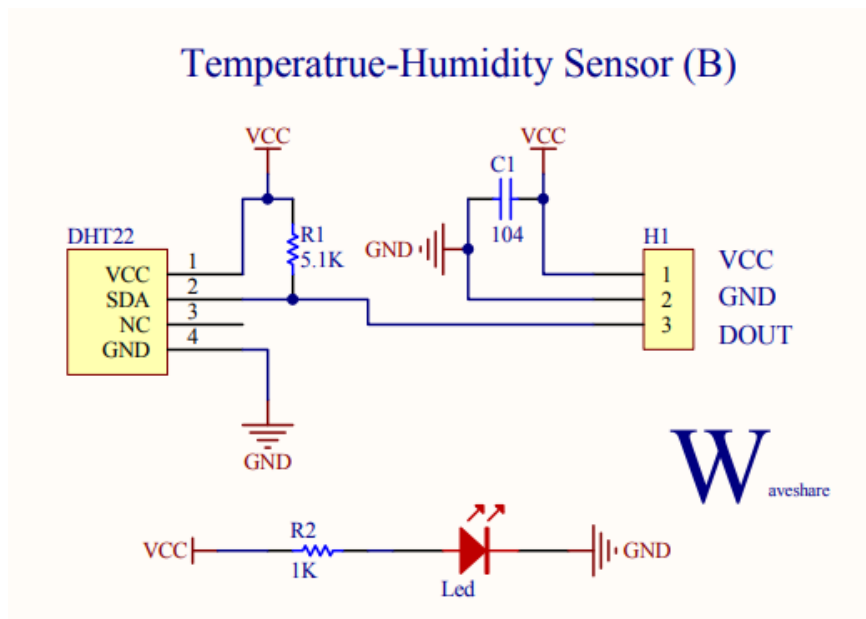 Temperatrue-Humidity Sensor (B)
VCC
VCC
C1
104
GND
R1
5.1K
DHT22
VCC 1
SDA 2
NC 3
GND 4
GND
H1
1 VCC
2 GND
3 DOUT
Waveshare
VCC
R2
1K
Led
GND